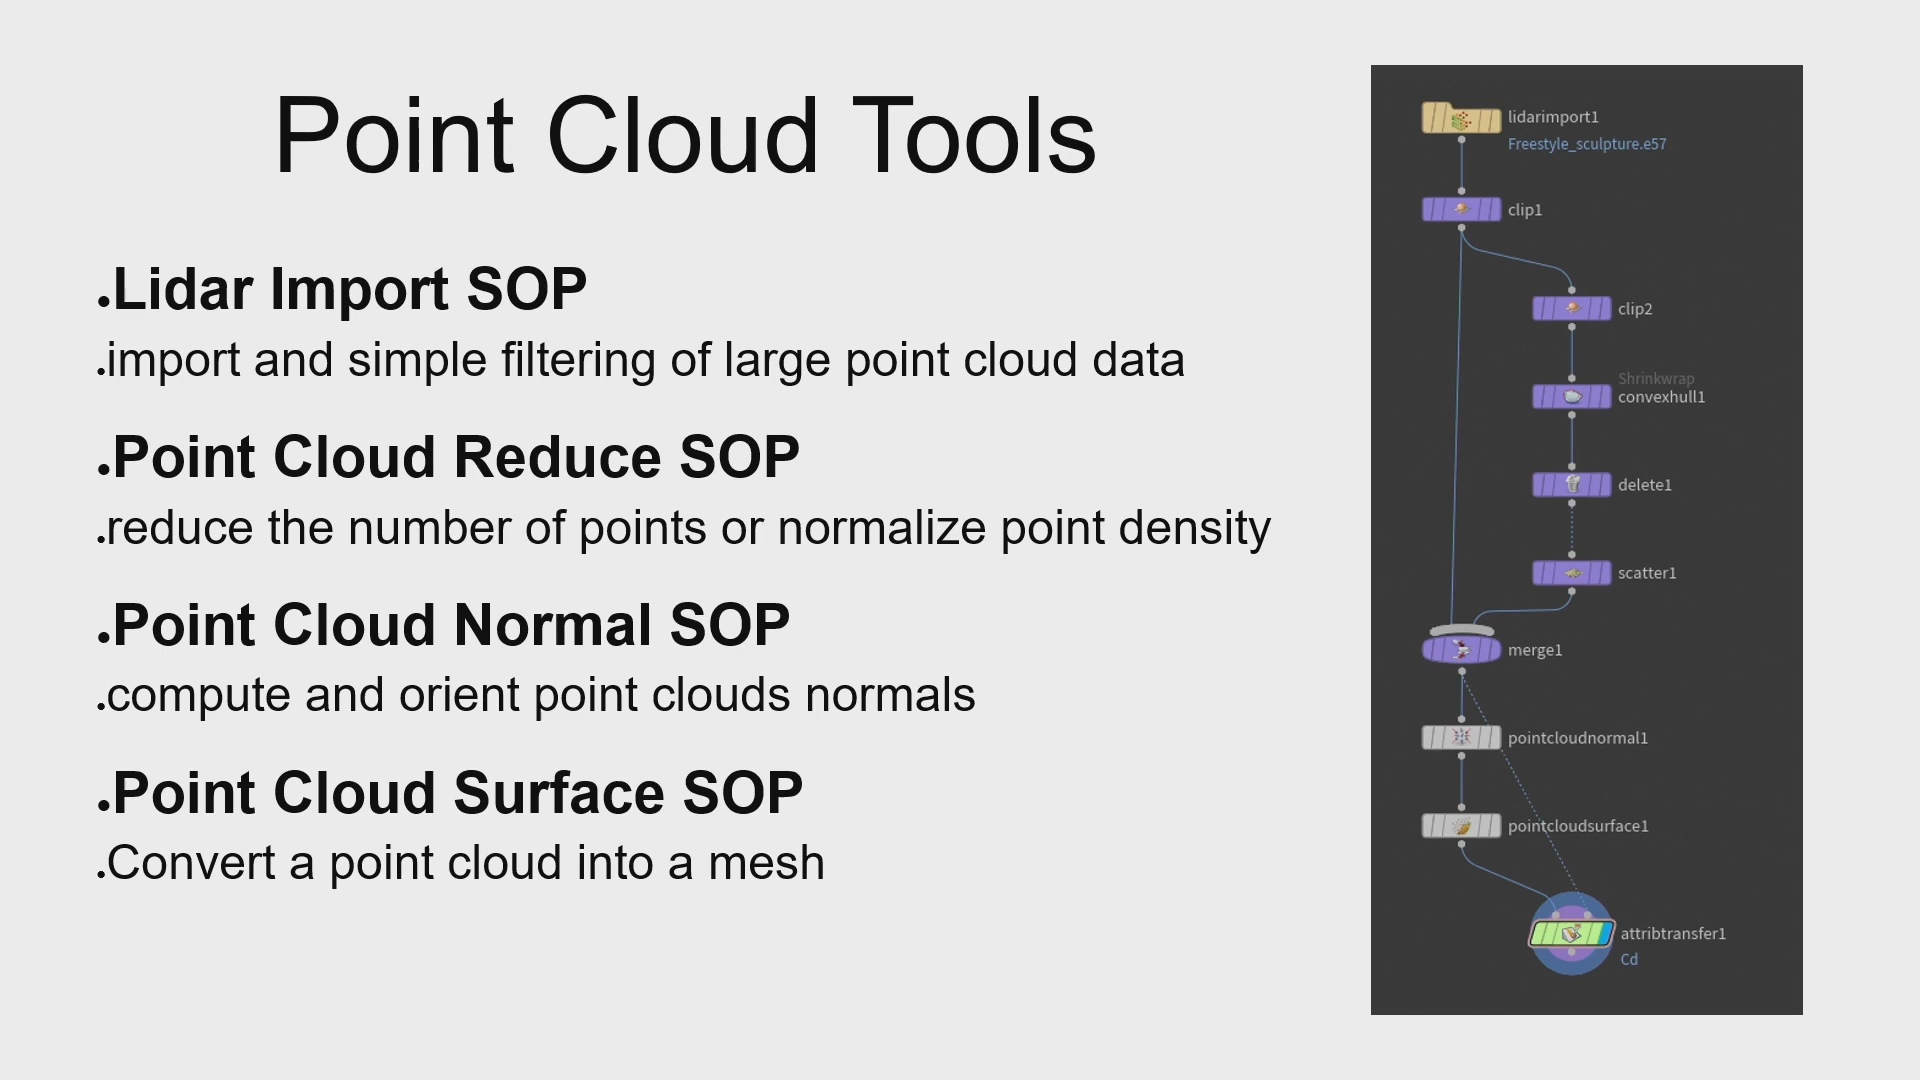 Point Cloud Tools
.Lidar Import SOP
.import and simple filtering of large point cloud data
.Point Cloud Reduce SOP
.reduce the number of points or normalize point density
.Point Cloud Normal SOP
.compute and orient point clouds normals
.Point Cloud Surface SOP
.Convert a point cloud into a mesh
lidarimport1
Freestyle_sculpture.e57
clip1
clip2
Shrinkwrap
convexhull1
delete1
scatter1
merge1
pointcloudnormal1
pointcloudsurface1
attribtransfer1
Cd